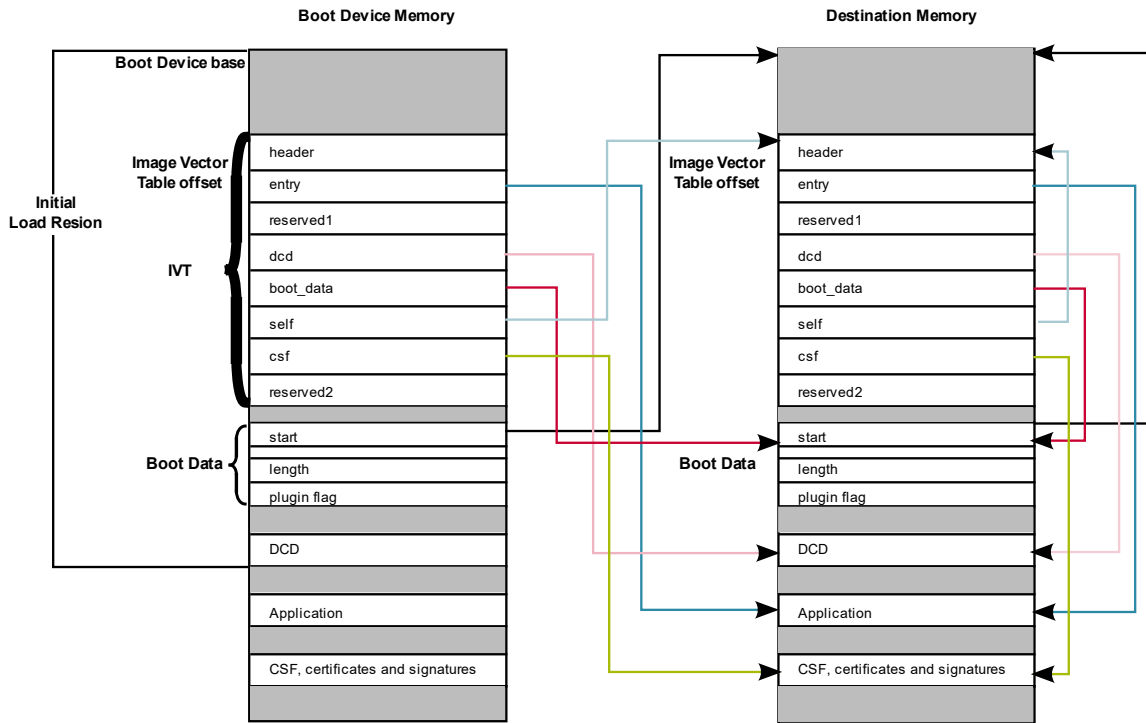 Boot Device Memory
Destination Memory
Boot Device base
Image Vector
Table offset
Initial
Load Resion
IVT
Boot Data
header
entry
reserved1
dcd
boot_data
self
csf
reserved2
start
length
plugin flag
DCD
Application
CSF, certificates and signatures
Image Vector
Table offset
Boot Data
header
entry
reserved1
dcd
boot_data
self
csf
reserved2
start
length
plugin flag
DCD
Application
CSF, certificates and signatures